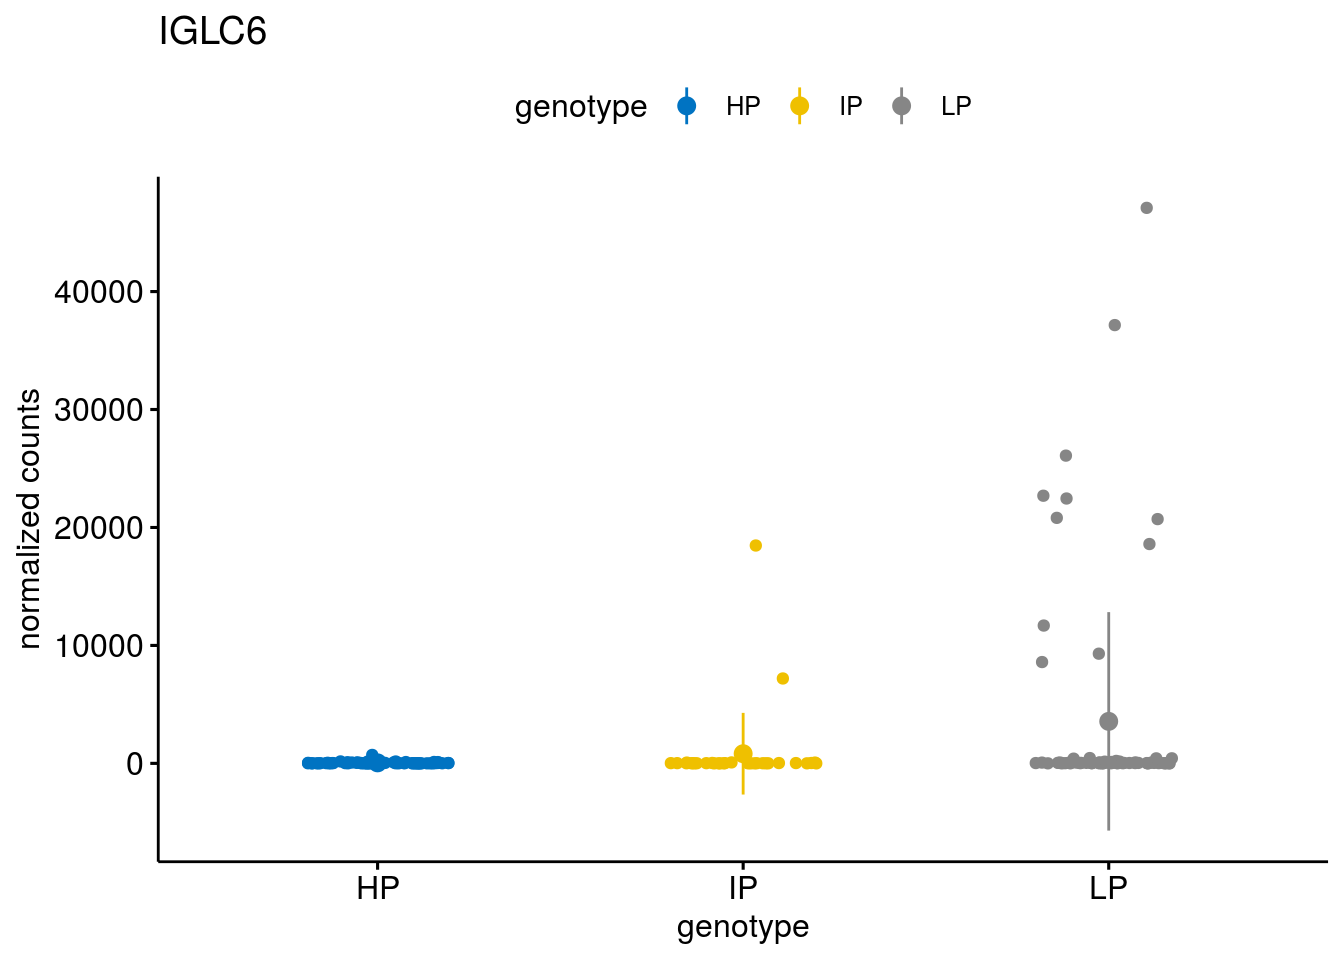 IGLC6
genotype HP IP LP
normalized counts
40000
30000
20000
10000
0
HP IP LP
genotype